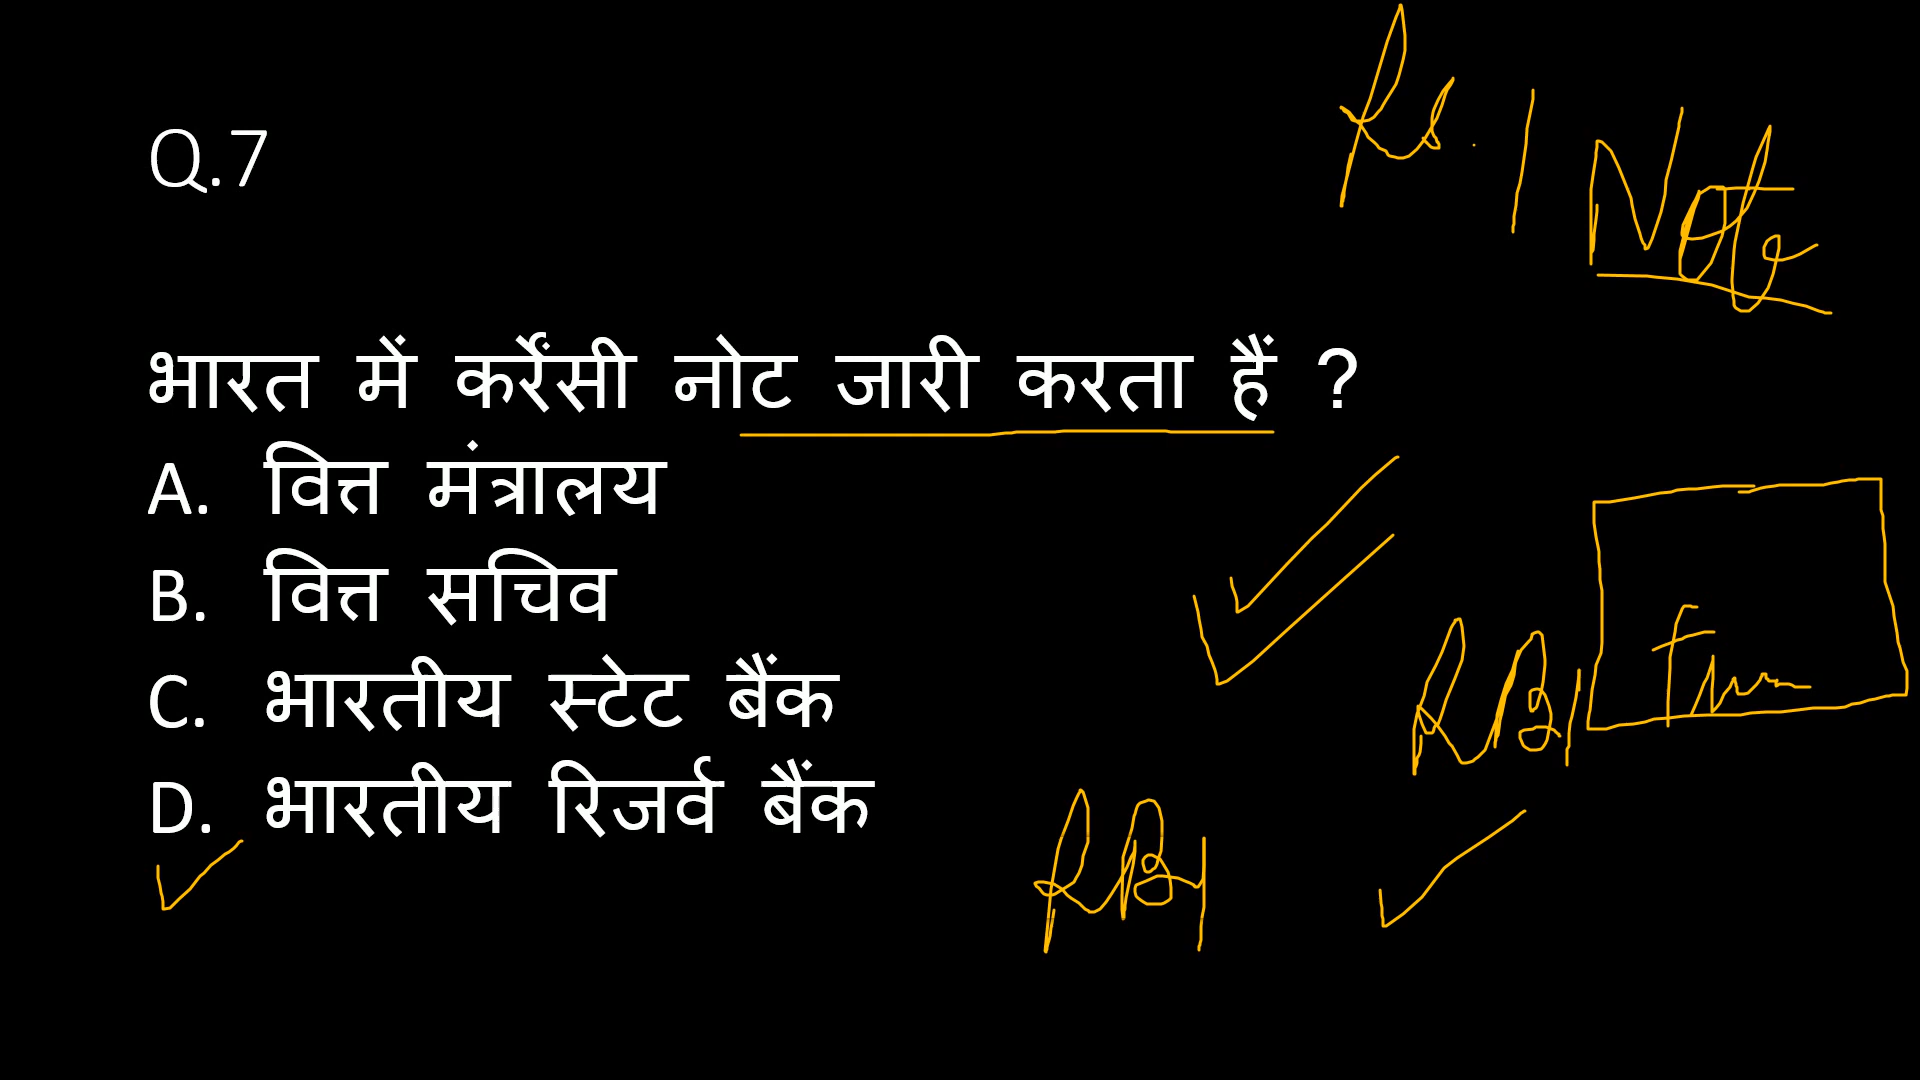 Rs. 1
Note
Q.7
भारत में कर्रेंसी नोट जारी करता हैं ?
A. वित्त मंत्रालय
B. वित्त सचिव
C. भारतीय स्टेट बैंक
D. भारतीय रिजर्व बैंक
RBI
RBI